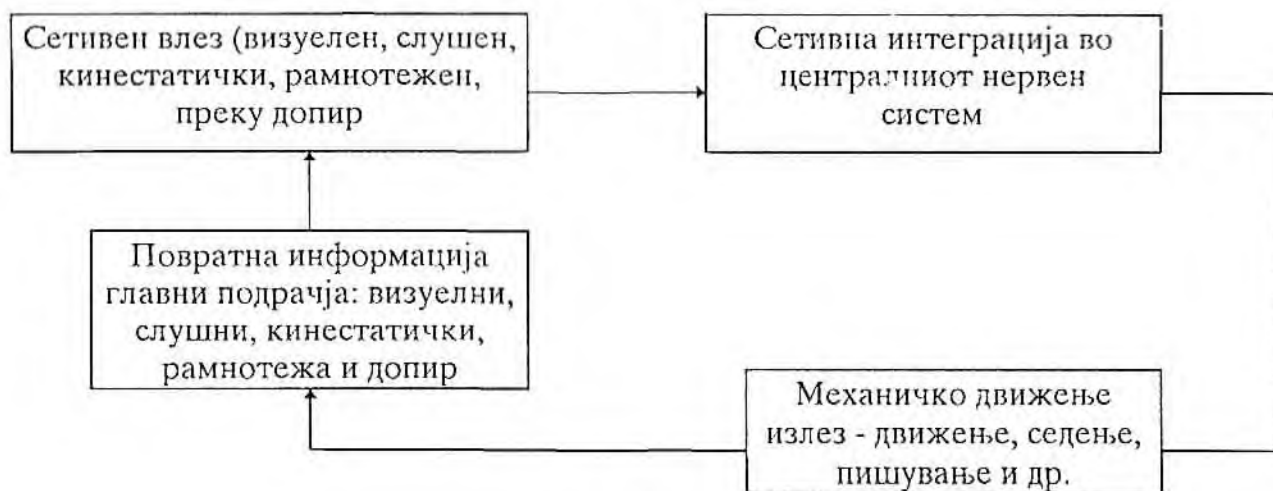 Сетивен влез (визуелен, слушен,
кинестатички, рамнотежен,
преку допир
Сетивна интеграција во
централниот нервен
систем
Повратна информација
главни подрачја: визуелни,
слушни, кинестатички,
рамнотежа и допир
Механичко движење
излез - движење, седење,
пишување и др.